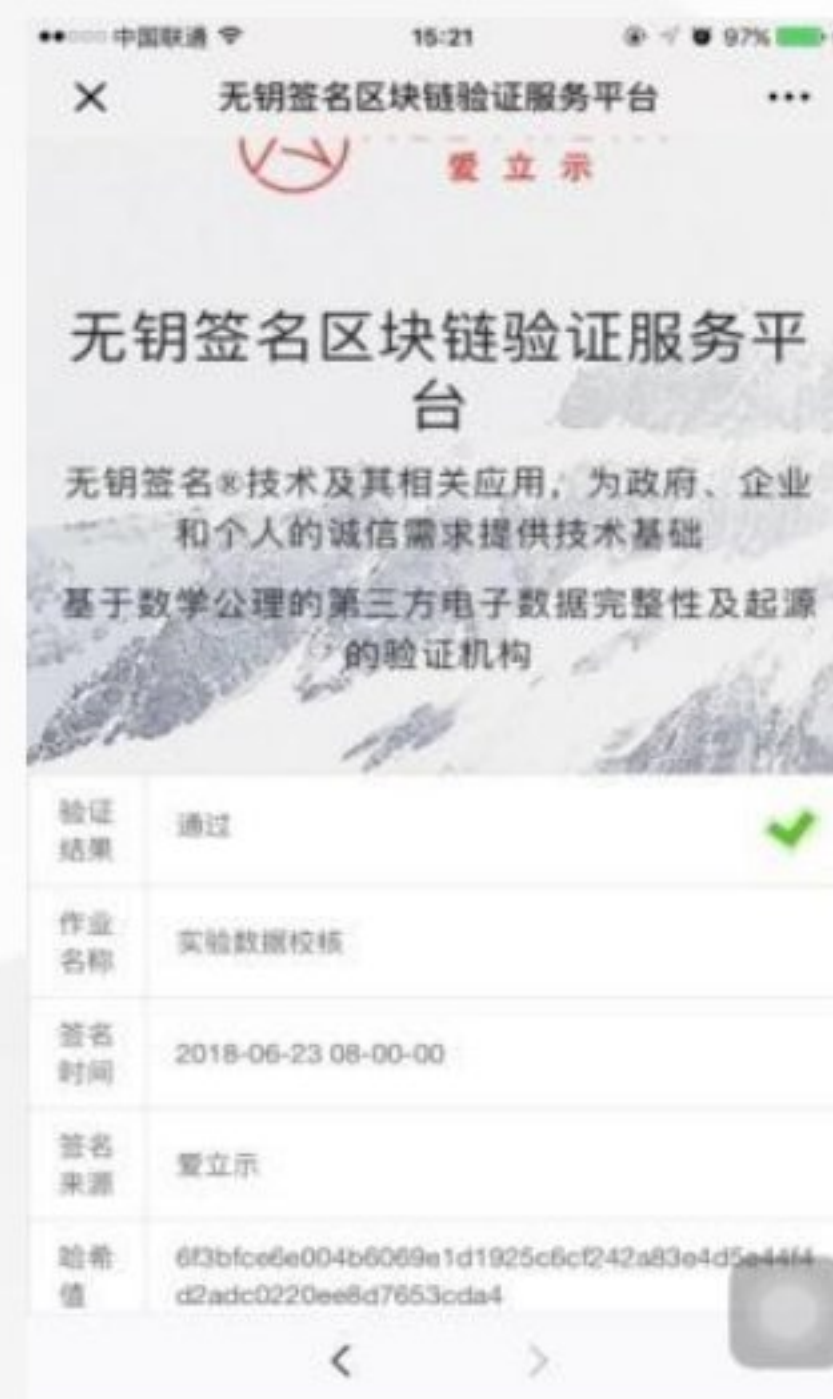 中国联通
15:21
97%
无钥签名区块链验证服务平台
爱立示
无钥签名区块链验证服务平
台
无钥签名®技术及其相关应用，为政府、企业
和个人的诚信需求提供技术基础
基于数学公理的第三方电子数据完整性及起源
的验证机构
验证
结果
通过
作业
名称
实验数据校核
签名
时间
2018-06-23 08-00-00
签名
来源
爱立示
哈希
值
6f3bfce6e004b6069e1d1925c6cf242a83e4d5e44f4
d2adc0220ee8d7653cda4